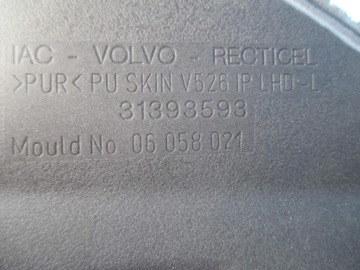 IAC - VOLVO - RECTICEL
>PUR< PU SKIN V526 IP LHD - L
31393593
Mould No 06 058 021